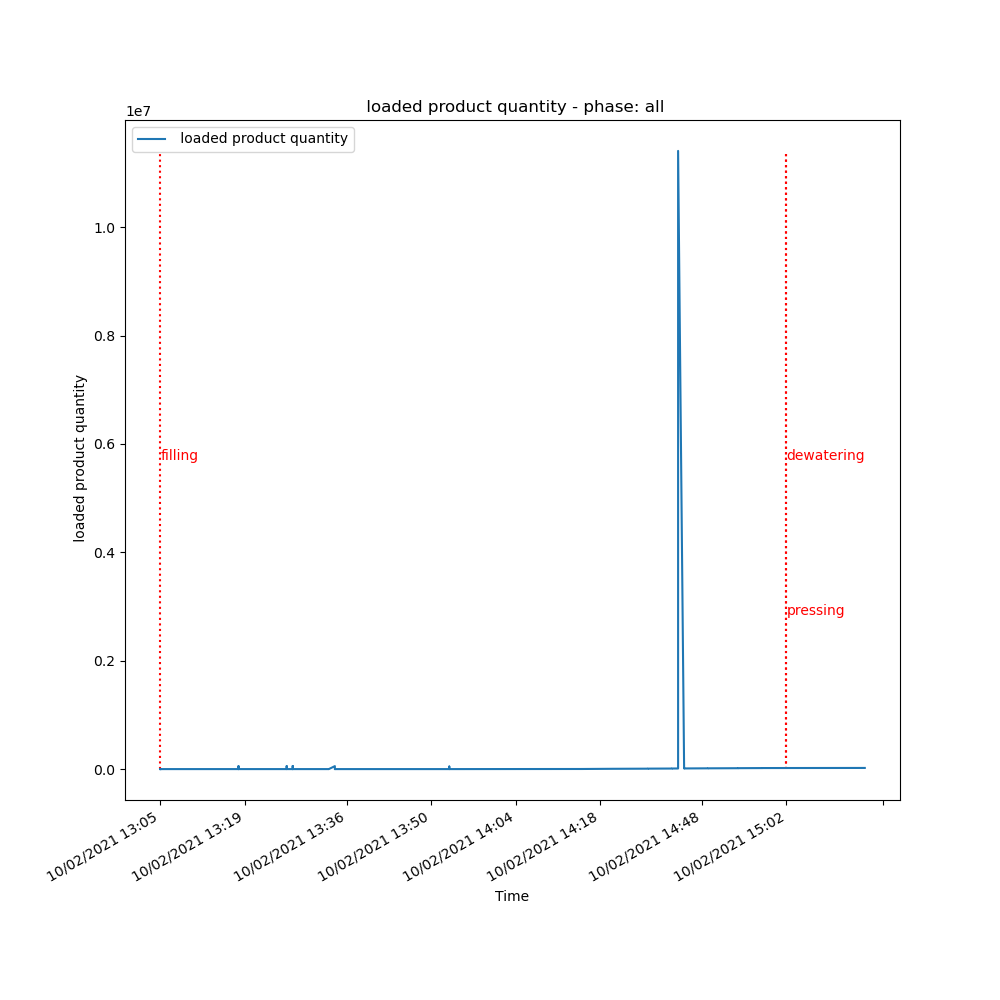 loaded product quantity - phase: all
1e7
loaded product quantity
1.0
0.8
0.6
0.4
0.2
0.0
loaded product quantity
filling
dewatering
pressing
10/02/2021 13:05
10/02/2021 13:19
10/02/2021 13:36
10/02/2021 13:50
10/02/2021 14:04
10/02/2021 14:18
10/02/2021 14:48
10/02/2021 15:02
Time